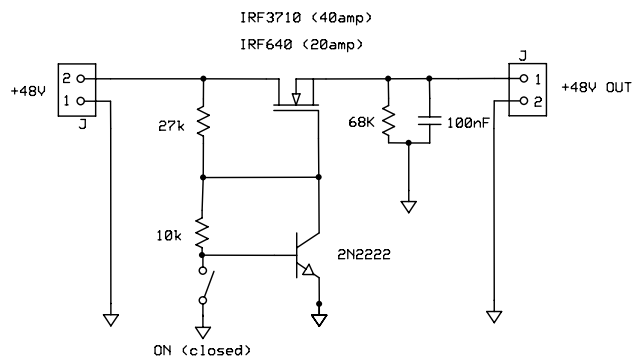 IRF3710 (40amp)
IRF640 (20amp)
J
+48V
2
1
J
1
2
+48V OUT
27k
68K
100nF
10k
2N2222
ON (closed)